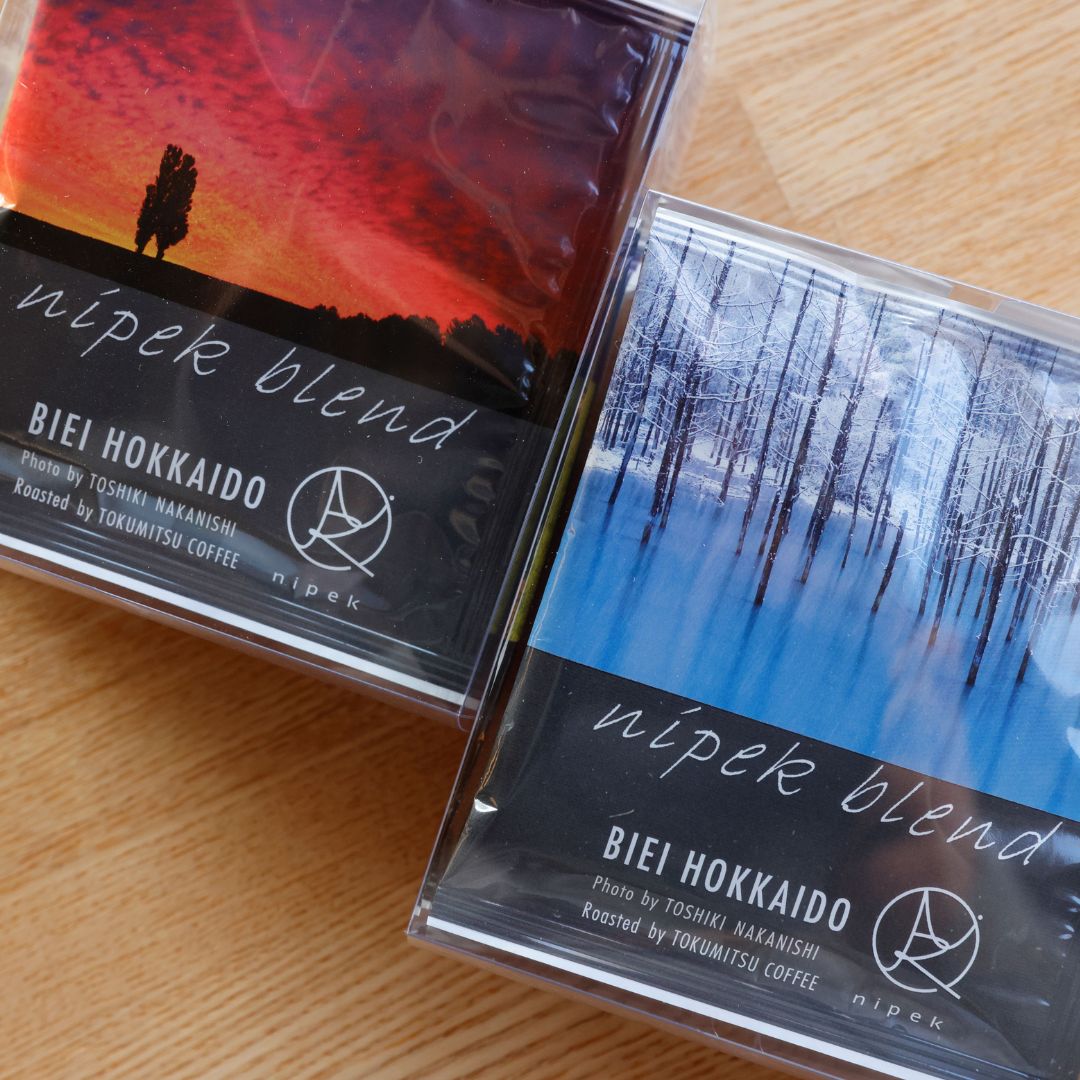 nipek blend
BIEI HOKKAIDO
Photo by TOSHIKI NAKANISHI
Roasted by TOKUMITSU COFFEE
nipek
nipek blend
BIEI HOKKAIDO
Photo by TOSHIKI NAKANISHI
Roasted by TOKUMITSU COFFEE
nipek